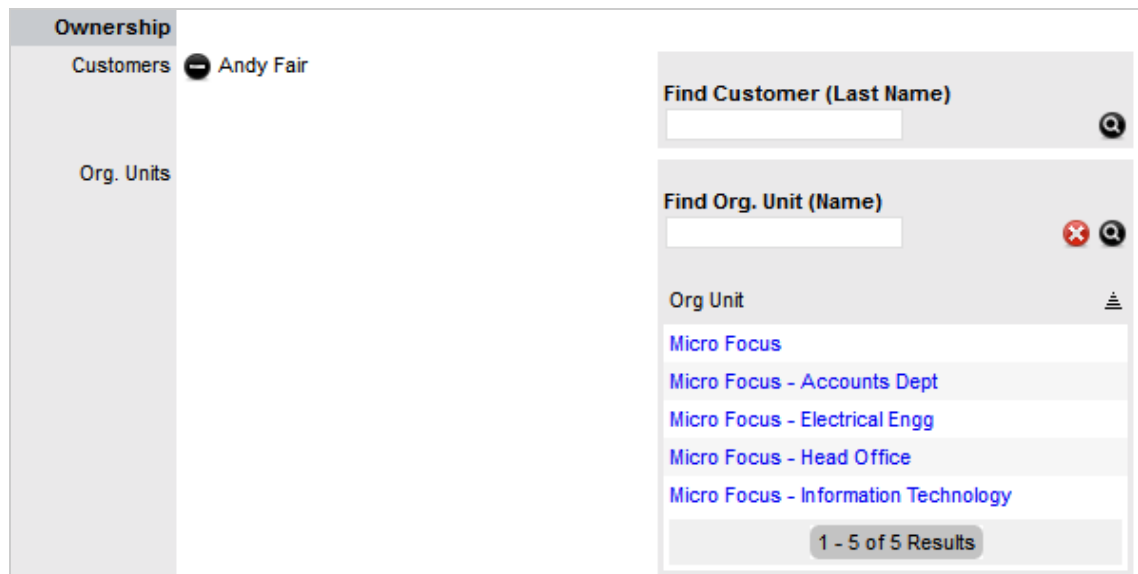 Ownership
Customers Andy Fair
Find Customer (Last Name)
Org. Units
Find Org. Unit (Name)
Org Unit
Micro Focus
Micro Focus - Accounts Dept
Micro Focus - Electrical Engg
Micro Focus - Head Office
Micro Focus - Information Technology
1 - 5 of 5 Results